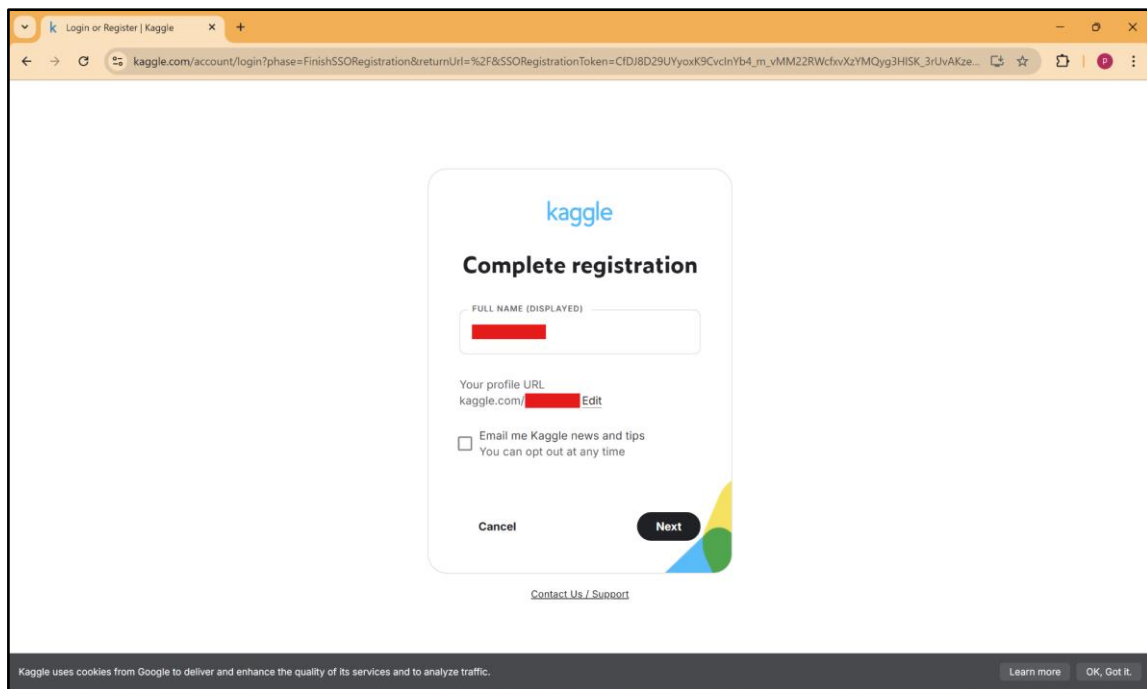 k Login or Register | Kaggle
kaggle.com/account/login?phase=FinishSSORegistration&returnUrl=%2F&SSORegistrationToken=CfDJ8D29UYyoxK9CvcInYb4_m_vMM22RWcfxvXzYMQyg3HISK_3rUvAKze...
P
kaggle
Complete registration
FULL NAME (DISPLAYED)
Your profile URL
kaggle.com/ Edit
Email me Kaggle news and tips
You can opt out at any time
Cancel Next
Contact Us / Support
Kaggle uses cookies from Google to deliver and enhance the quality of its services and to analyze traffic. Learn more OK, Got it.